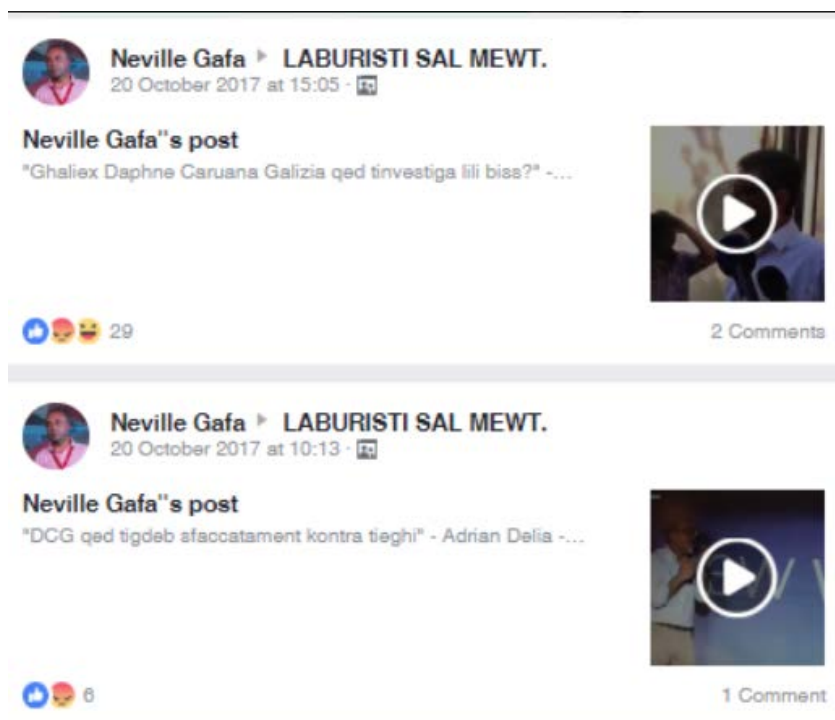 Neville Gafa ▸ LABURISTI SAL MEWT.
20 October 2017 at 15:05 ·
Neville Gafa"s post
"Ghaliex Daphne Caruana Galizia qed tinvestiga lili biss?" -...
29
2 Comments
Neville Gafa ▸ LABURISTI SAL MEWT.
20 October 2017 at 10:13 ·
Neville Gafa"s post
"DCG qed tigdeb sfaccatament kontra tieghi" - Adrian Delia -...
6
1 Comment